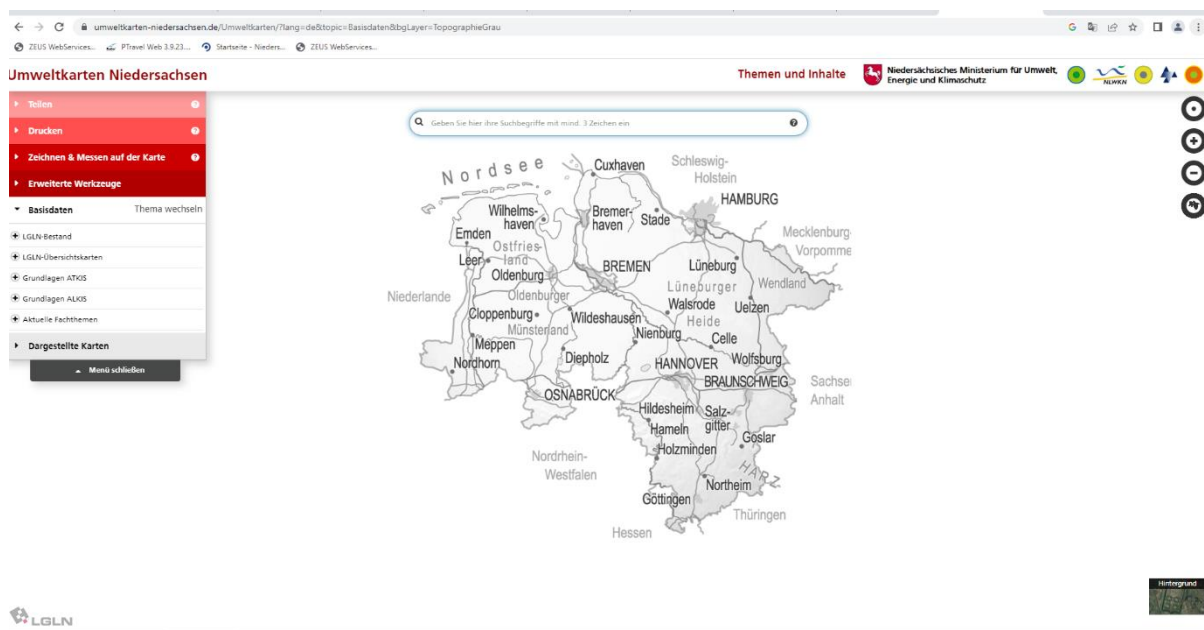 umweltkarten-niedersachsen.de/Umweltkarten/?lang=de&topic=Basisdaten&bgLayer=TopographieGrau
ZEUS WebServices... PTravel Web 3.9.23... Startseite - Nieders... ZEUS WebServices...
Umweltkarten Niedersachsen
Themen und Inhalte
Niedersächsisches Ministerium für Umwelt,
Energie und Klimaschutz
NLWKN
Teilen
Drucken
Zeichnen & Messen auf der Karte
Erweiterte Werkzeuge
Basisdaten Thema wechseln
LGLN-Bestand
LGLN-Übersichtskarten
Grundlagen ATKIS
Grundlagen ALKIS
Aktuelle Fachthemen
Dargestellte Karten
Menü schließen
Geben Sie hier ihre Suchbegriffe mit mind. 3 Zeichen ein
Nordsee
Cuxhaven
Schleswig-
Holstein
HAMBURG
Wilhelms-
haven
Bremer-
haven
Stade
Mecklenburg-
Vorpomme
Emden
Ostfries-
land
Leer
Oldenburg
BREMEN
Lüneburg
Lüneburger
Wendland
Niederlande
Oldenburger
Walsrode
Uelzen
Cloppenburg
Wildeshausen
Heide
Münsterland
Nienburg
Celle
Meppen
Diepholz
Wolfsburg
Nordhorn
HANNOVER
BRAUNSCHWEIG
Sachse
Anhalt
OSNABRÜCK
Hildesheim
Salz-
gitter
Hameln
Goslar
Holzminden
Nordrhein-
Westfalen
HARZ
Northeim
Göttingen
Thüringen
Hessen
Hintergrund
LGLN